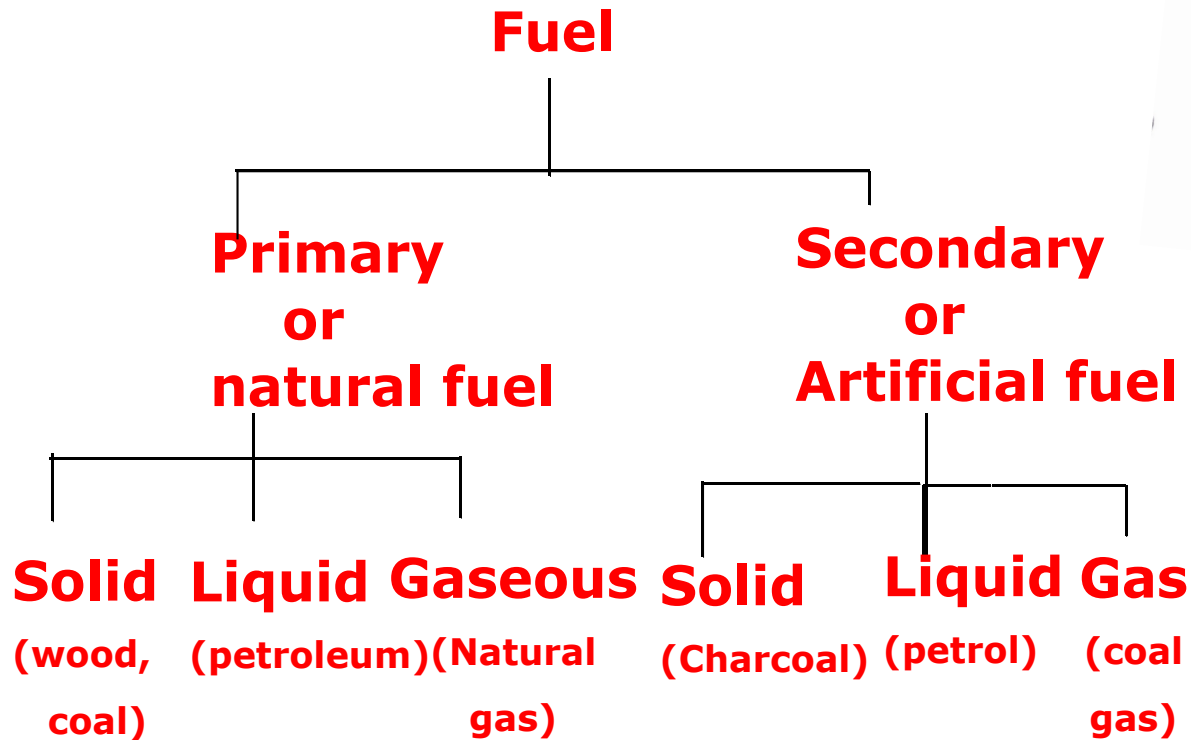 Fuel
Primary
or
natural fuel
Secondary
or
Artificial fuel
Solid
(wood,
coal)
Liquid
(petroleum)
Gaseous
(Natural
gas)
Solid
(Charcoal)
Liquid
(petrol)
Gas
(coal
gas)